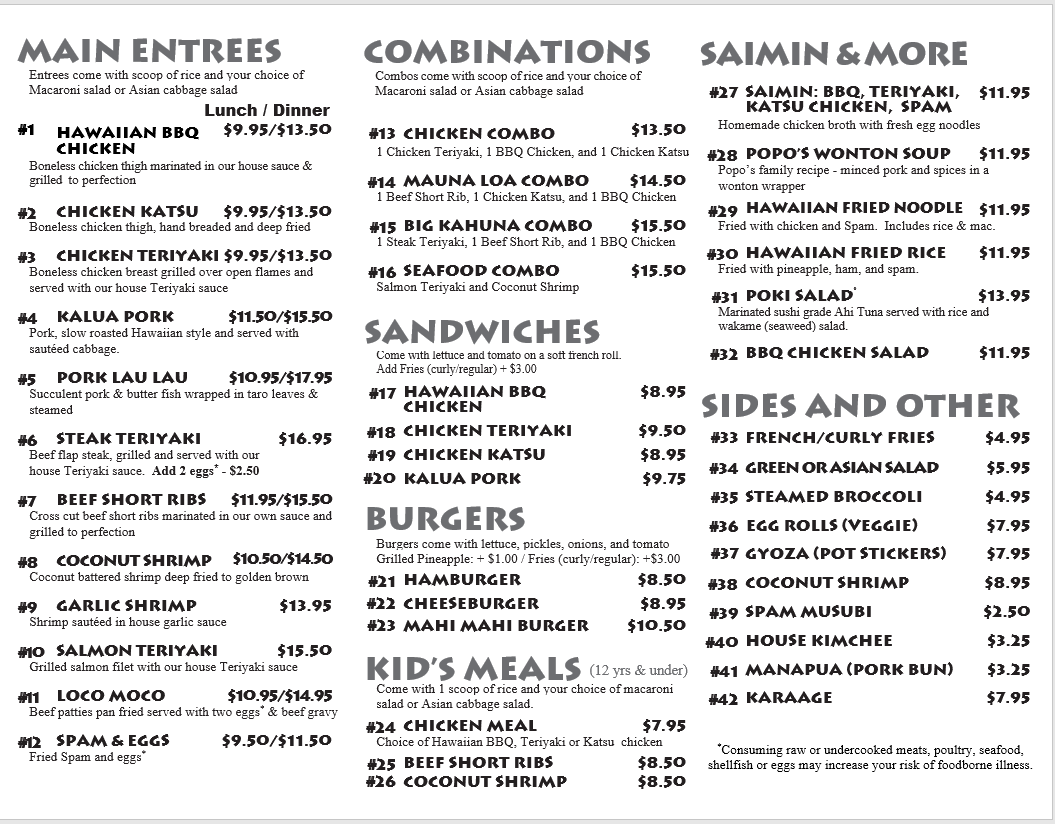 MAIN ENTREES
Entrees come with scoop of rice and your choice of
Macaroni salad or Asian cabbage salad
Lunch / Dinner
#1 HAWAIIAN BBQ $9.95/$13.50
CHICKEN
Boneless chicken thigh marinated in our house sauce &
grilled to perfection
#2 CHICKEN KATSU $9.95/$13.50
Boneless chicken thigh, hand breaded and deep fried
#3 CHICKEN TERIYAKI $9.95/$13.50
Boneless chicken breast grilled over open flames and
served with our house Teriyaki sauce
#4 KALUA PORK $11.50/$15.50
Pork, slow roasted Hawaiian style and served with
sautéed cabbage.
#5 PORK LAU LAU $10.95/$17.95
Succulent pork & butter fish wrapped in taro leaves &
steamed
#6 STEAK TERIYAKI $16.95
Beef flap steak, grilled and served with our
house Teriyaki sauce. Add 2 eggs* - $2.50
#7 BEEF SHORT RIBS $11.95/$15.50
Cross cut beef short ribs marinated in our own sauce and
grilled to perfection
#8 COCONUT SHRIMP $10.50/$14.50
Coconut battered shrimp deep fried to golden brown
#9 GARLIC SHRIMP $13.95
Shrimp sautéed in house garlic sauce
#10 SALMON TERIYAKI $15.50
Grilled salmon filet with our house Teriyaki sauce
#11 LOCO MOCO $10.95/$14.95
Beef patties pan fried served with two eggs* & beef gravy
#12 SPAM & EGGS $9.50/$11.50
Fried Spam and eggs*
COMBINATIONS
Combos come with scoop of rice and your choice of
Macaroni salad or Asian cabbage salad
#13 CHICKEN COMBO $13.50
1 Chicken Teriyaki, 1 BBQ Chicken, and 1 Chicken Katsu
#14 MAUNA LOA COMBO $14.50
1 Beef Short Rib, 1 Chicken Katsu, and 1 BBQ Chicken
#15 BIG KAHUNA COMBO $15.50
1 Steak Teriyaki, 1 Beef Short Rib, and 1 BBQ Chicken
#16 SEAFOOD COMBO $15.50
Salmon Teriyaki and Coconut Shrimp
SANDWICHES
Come with lettuce and tomato on a soft french roll.
Add Fries (curly/regular) + $3.00
#17 HAWAIIAN BBQ $8.95
CHICKEN
#18 CHICKEN TERIYAKI $9.50
#19 CHICKEN KATSU $8.95
#20 KALUA PORK $9.75
BURGERS
Burgers come with lettuce, pickles, onions, and tomato
Grilled Pineapple: + $1.00 / Fries (curly/regular): +$3.00
#21 HAMBURGER $8.50
#22 CHEESEBURGER $8.95
#23 MAHI MAHI BURGER $10.50
KID'S MEALS (12 yrs & under)
Come with 1 scoop of rice and your choice of macaroni
salad or Asian cabbage salad.
#24 CHICKEN MEAL $7.95
Choice of Hawaiian BBQ, Teriyaki or Katsu chicken
#25 BEEF SHORT RIBS $8.50
#26 COCONUT SHRIMP $8.50
SAIMIN & MORE
#27 SAIMIN: BBQ, TERIYAKI, $11.95
KATSU CHICKEN, SPAM
Homemade chicken broth with fresh egg noodles
#28 POPO'S WONTON SOUP $11.95
Popo's family recipe - minced pork and spices in a
wonton wrapper
#29 HAWAIIAN FRIED NOODLE $11.95
Fried with chicken and Spam. Includes rice & mac.
#30 HAWAIIAN FRIED RICE $11.95
Fried with pineapple, ham, and spam.
#31 POKI SALAD* $13.95
Marinated sushi grade Ahi Tuna served with rice and
wakame (seaweed) salad.
#32 BBQ CHICKEN SALAD $11.95
SIDES AND OTHER
#33 FRENCH/CURLY FRIES $4.95
#34 GREEN OR ASIAN SALAD $5.95
#35 STEAMED BROCCOLI $4.95
#36 EGG ROLLS (VEGGIE) $7.95
#37 GYOZA (POT STICKERS) $7.95
#38 COCONUT SHRIMP $8.95
#39 SPAM MUSUBI $2.50
#40 HOUSE KIMCHEE $3.25
#41 MANAPUA (PORK BUN) $3.25
#42 KARAAGE $7.95
*Consuming raw or undercooked meats, poultry, seafood,
shellfish or eggs may increase your risk of foodborne illness.